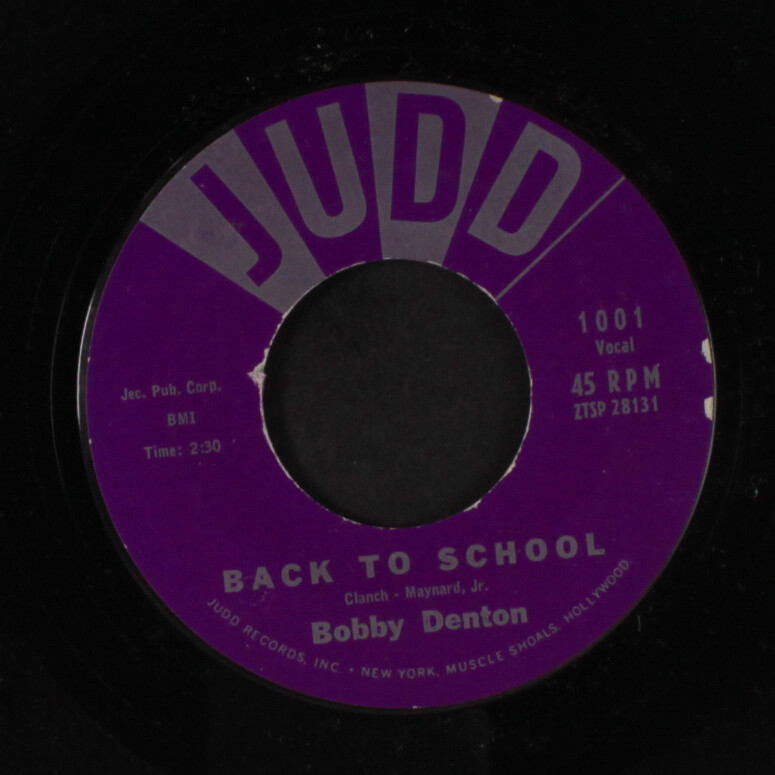 JUDD
1001
Vocal
45 RPM
ZTSP 28131
Jec. Pub. Corp.
BMI
Time: 2:30
BACK TO SCHOOL
Clanch - Maynard, Jr.
Bobby Denton
JUDD RECORDS, INC. • NEW YORK, MUSCLE SHOALS, HOLLYWOOD.